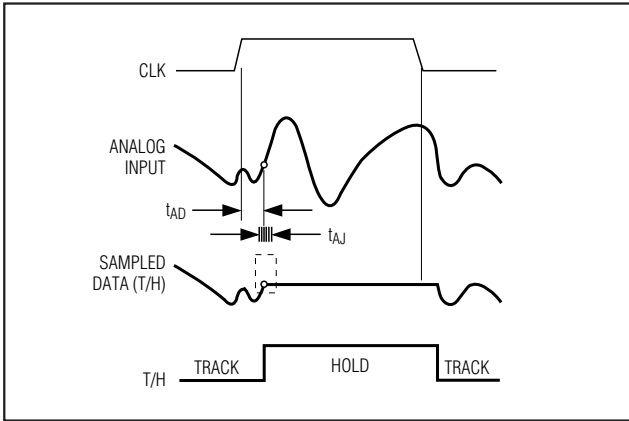 CLK
ANALOG
INPUT
tAD
tAJ
SAMPLED
DATA (T/H)
TRACK
HOLD
TRACK
T/H